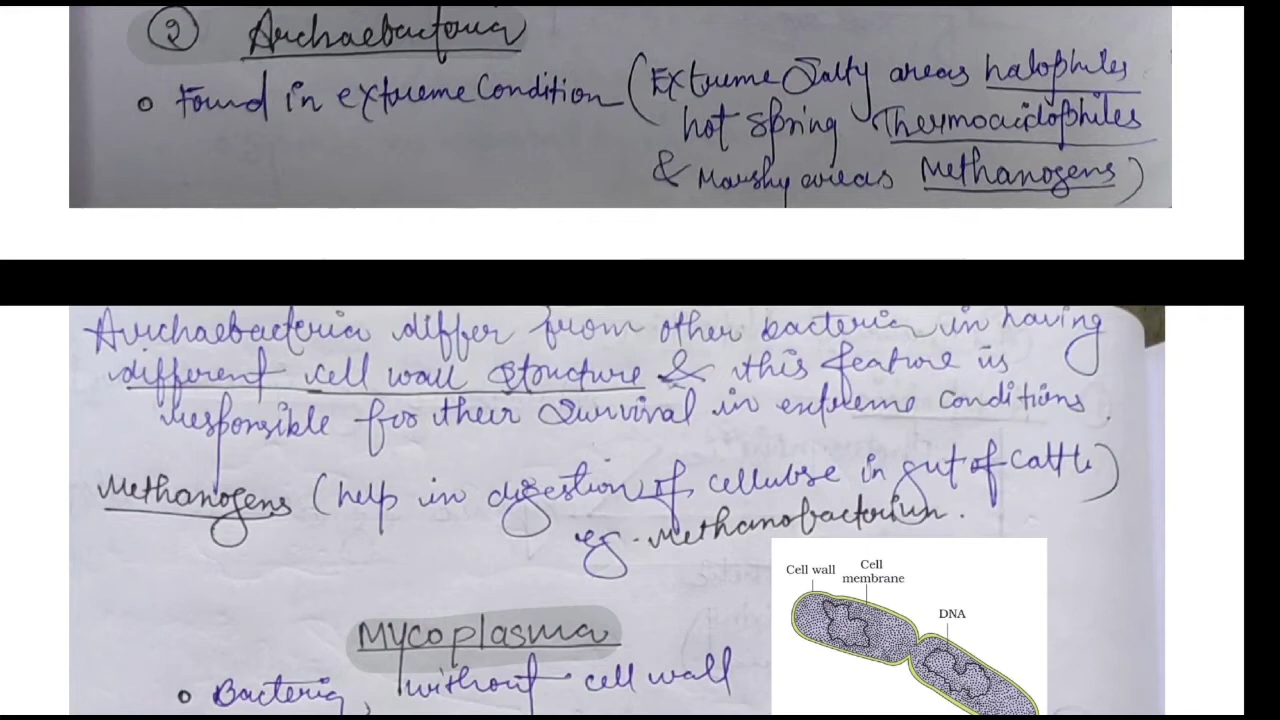 2 Archaebacteria
• Found in extreme Condition (Extreme Salty areas halophiles
hot spring Thermoacidophiles
& Marshy areas Methanogens)
Archaebacteria differ from other bacteria in having
different cell wall structure & this feature is
responsible for their survival in extreme conditions.
Methanogens (help in digestion of cellulose in gut of cattle)
eg. Methanobacterium.
Cell wall
Cell
membrane
DNA
Mycoplasma
• Bacteria, without cell wall